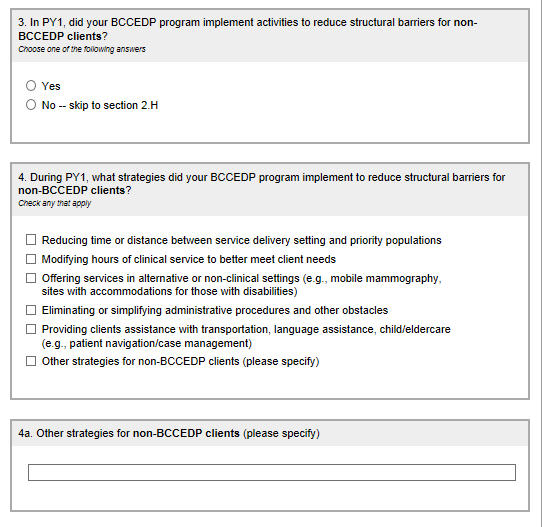 3. In PY1, did your BCCEDP program implement activities to reduce structural barriers for non-
BCCEDP clients?
Choose one of the following answers
Yes
No -- skip to section 2.H
4. During PY1, what strategies did your BCCEDP program implement to reduce structural barriers for
non-BCCEDP clients?
Check any that apply
Reducing time or distance between service delivery setting and priority populations
Modifying hours of clinical service to better meet client needs
Offering services in alternative or non-clinical settings (e.g., mobile mammography,
sites with accommodations for those with disabilities)
Eliminating or simplifying administrative procedures and other obstacles
Providing clients assistance with transportation, language assistance, child/eldercare
(e.g., patient navigation/case management)
Other strategies for non-BCCEDP clients (please specify)
4a. Other strategies for non-BCCEDP clients (please specify)